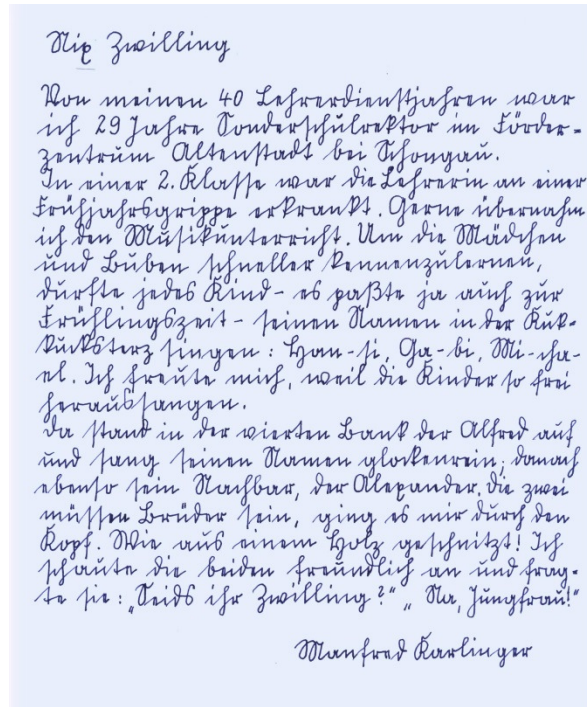 Nix Zwilling
Von meinen 40 Lehrerdienstjahren war
ich 29 Jahre Sonderschulrektor im Förder-
zentrum Altenstadt bei Schongau.
In einer 2. Klasse war die Lehrerin an einer
Frühjahrsgrippe erkrankt. Gerne übernahm
ich den Musikunterricht. Um die Mädchen
und Buben schneller kennenzulernen,
durfte jedes Kind - es paßte ja auch zur
Frühlingszeit - seinen Namen in der Kuk-
kucksterz singen: Han-si, Ga-bi, Mi-cha-
el. Ich freute mich, weil die Kinder so frei
heraussangen.
Da stand in der vierten Bank der Alfred auf
und sang seinen Namen glockenrein; danach
ebenso sein Nachbar, der Alexander. Die zwei
müssen Brüder sein, ging es mir durch den
Kopf. Wie aus einem Holz geschnitzt! Ich
schaute die beiden freundlich an und frag-
te sie: „Seids ihr Zwilling?" „Na, Jungfrau!"
Manfred Karlinger